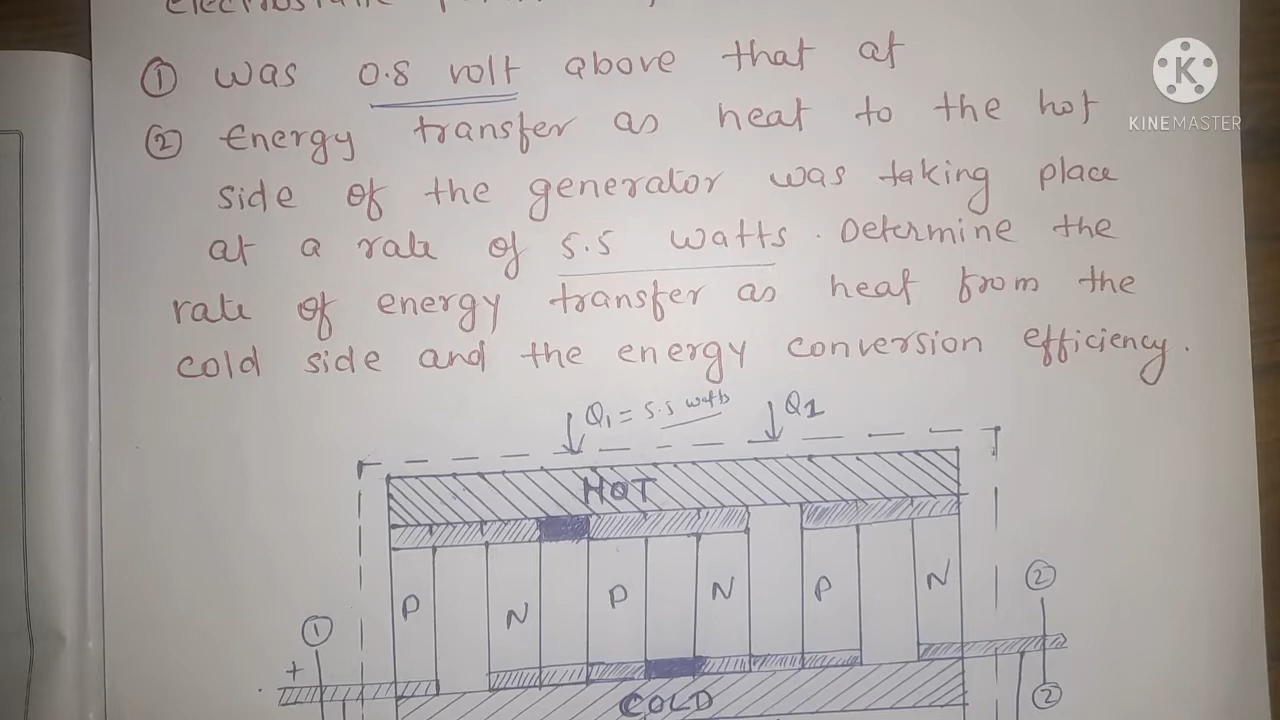 ① was 0.8 volt above that at
② Energy transfer as heat to the hot
side of the generator was taking place
at a rate of 5.5 watts. Determine the
rate of energy transfer as heat from the
cold side and the energy conversion efficiency.
K
KINEMASTER
Q₁ = 5.5 watts Q1
HOT
P N P N P N
① ②
+
COLD
②